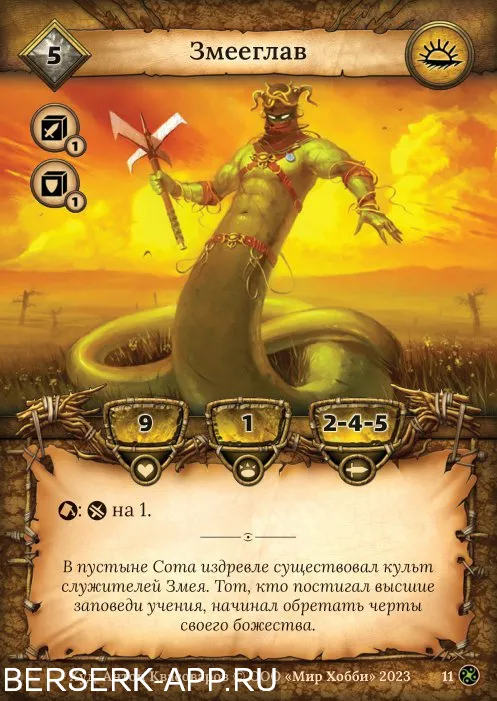 5
Змееглав
1
1
9
1
2-4-5
: на 1.
В пустыне Сота издревле существовал культ
служителей Змея. Тот, кто постигал высшие
заповеди учения, начинал обретать черты
своего божества.
ООО «Мир Хобби» 2023
11
BERSERK-APP.RU